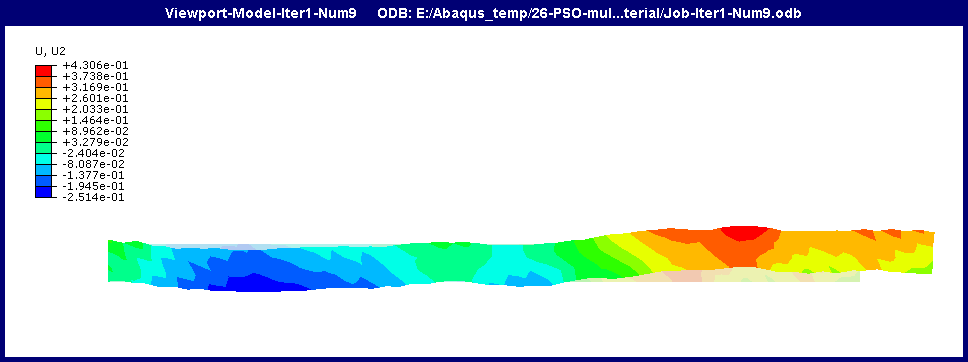 Viewport-Model-Iter1-Num9 ODB: E:/Abaqus_temp/26-PSO-mul...terial/Job-Iter1-Num9.odb
U, U2
+4.306e-01
+3.738e-01
+3.169e-01
+2.601e-01
+2.033e-01
+1.464e-01
+8.962e-02
+3.279e-02
-2.404e-02
-8.087e-02
-1.377e-01
-1.945e-01
-2.514e-01